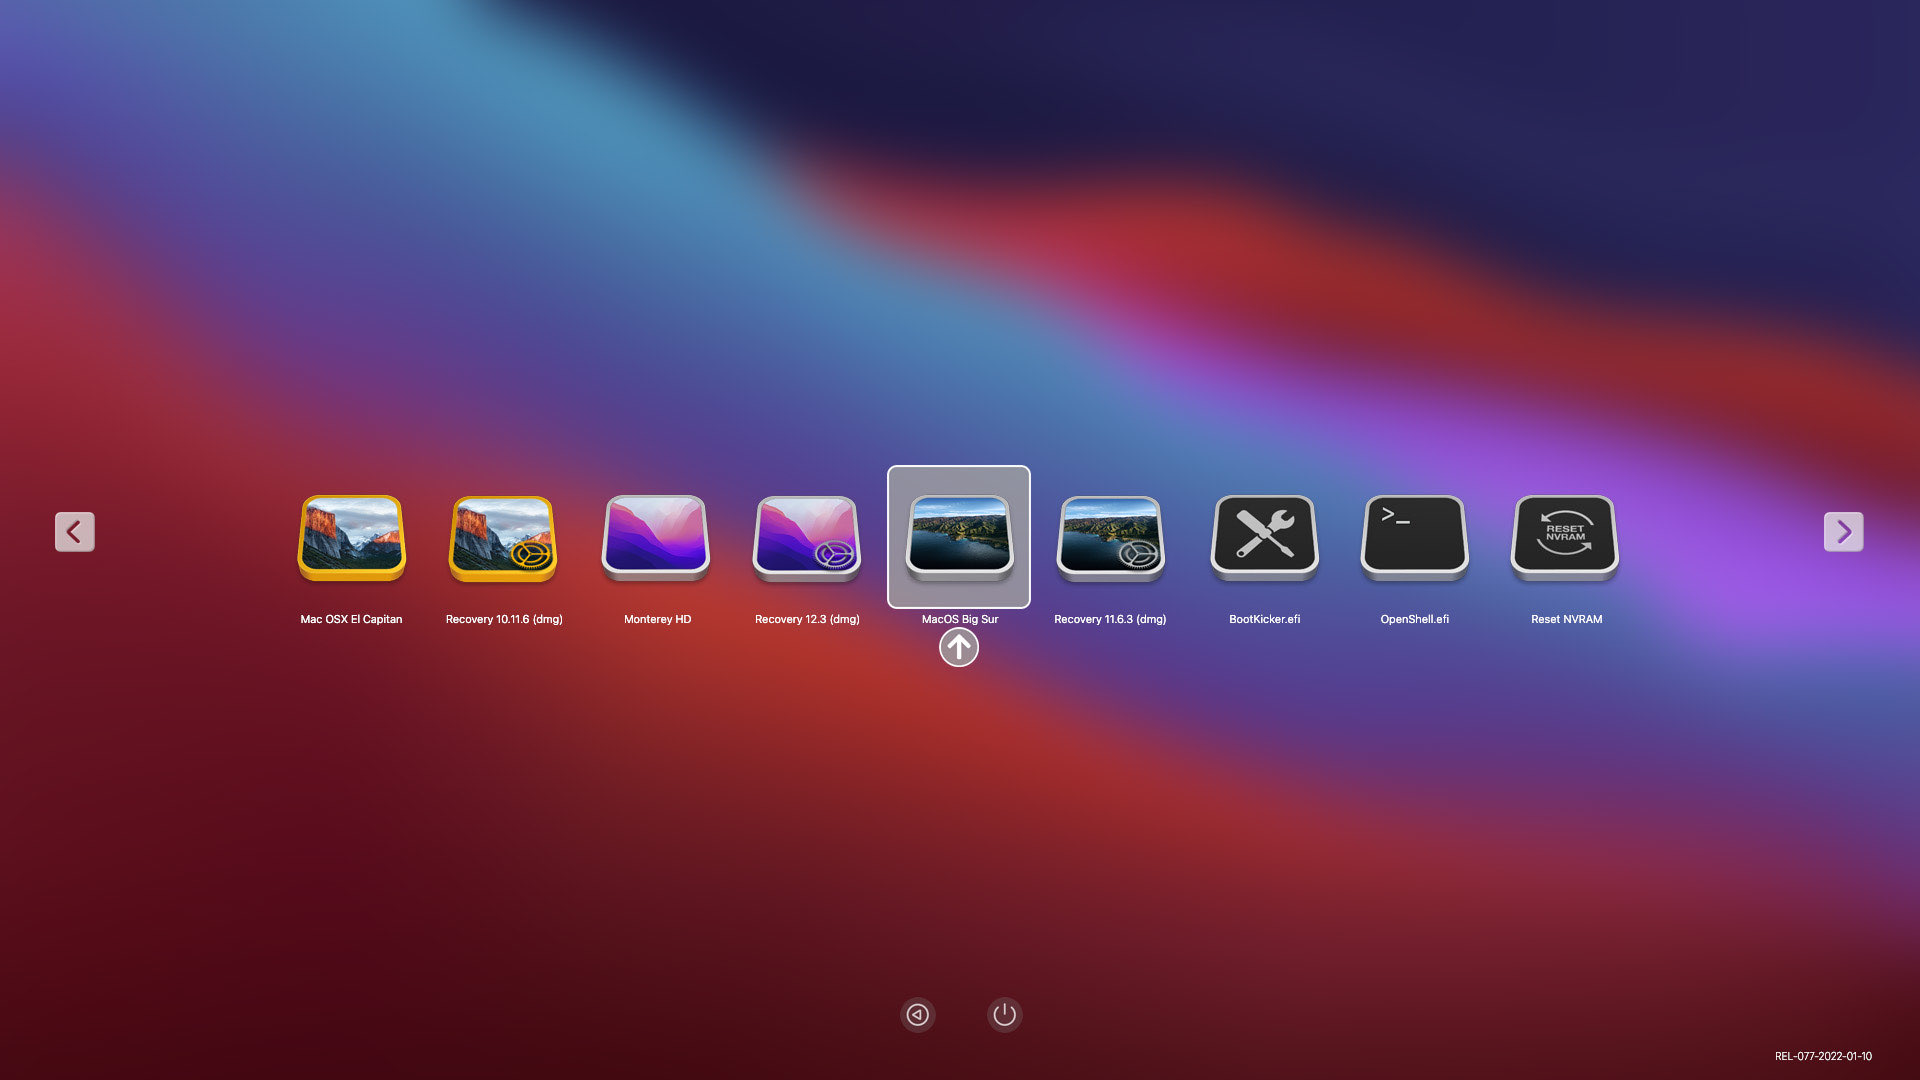 >_
RESET
NVRAM
Mac OSX El Capitan
Recovery 10.11.6 (dmg)
Monterey HD
Recovery 12.3 (dmg)
MacOS Big Sur
Recovery 11.6.3 (dmg)
BootKicker.efi
OpenShell.efi
Reset NVRAM
REL-077-2022-01-10